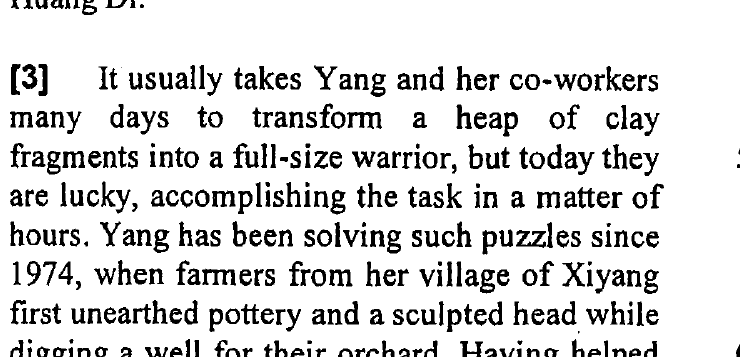 Huang Di.
[3] It usually takes Yang and her co-workers
many days to transform a heap of clay
fragments into a full-size warrior, but today they
are lucky, accomplishing the task in a matter of
hours. Yang has been solving such puzzles since
1974, when farmers from her village of Xiyang
first unearthed pottery and a sculpted head while
digging a well for their orchard. Having helped